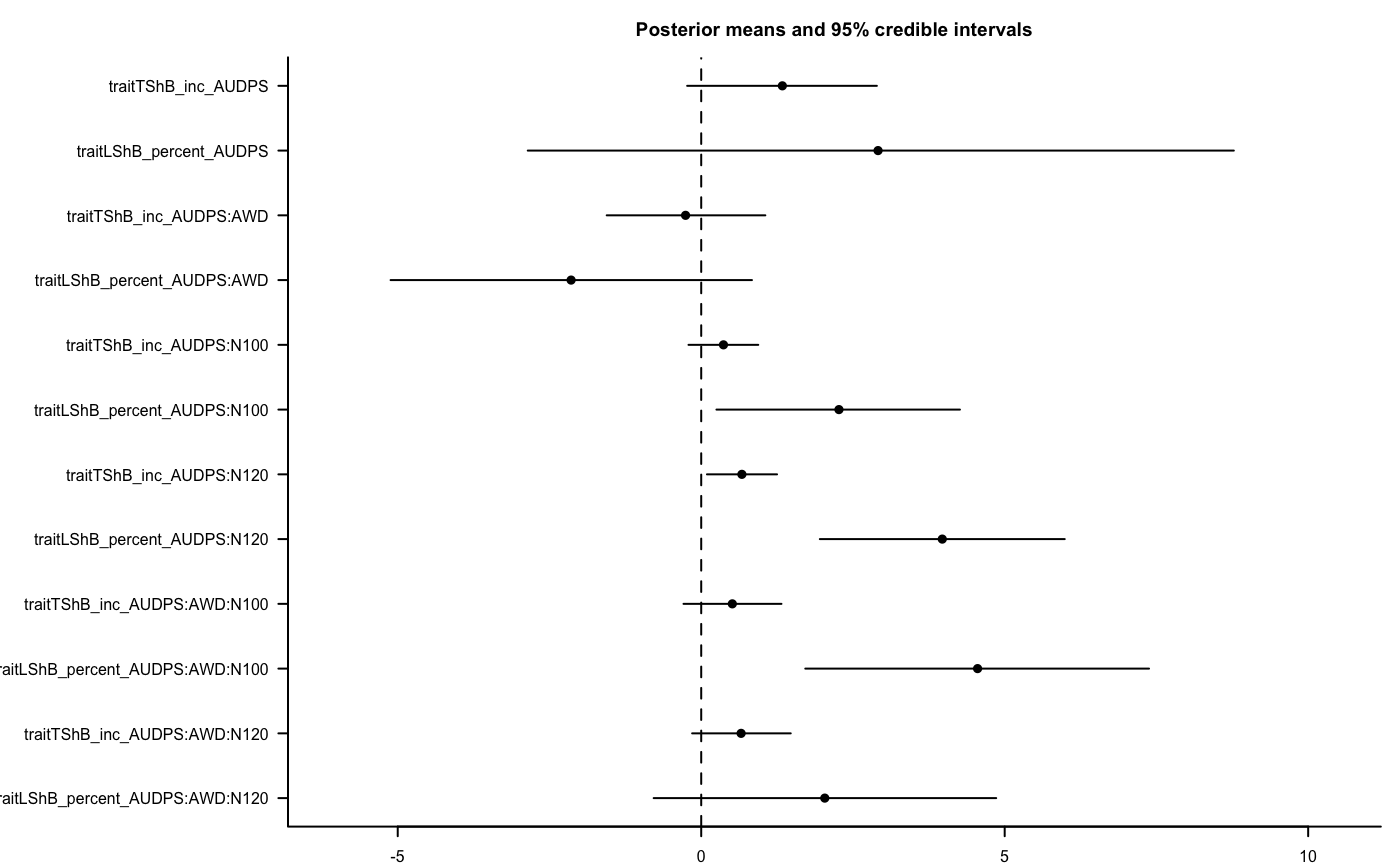 Posterior means and 95% credible intervals
traitTShB_inc_AUDPS
traitLShB_percent_AUDPS
traitTShB_inc_AUDPS:AWD
traitLShB_percent_AUDPS:AWD
traitTShB_inc_AUDPS:N100
traitLShB_percent_AUDPS:N100
traitTShB_inc_AUDPS:N120
traitLShB_percent_AUDPS:N120
traitTShB_inc_AUDPS:AWD:N100
raitLShB_percent_AUDPS:AWD:N100
traitTShB_inc_AUDPS:AWD:N120
raitLShB_percent_AUDPS:AWD:N120
-5 0 5 10